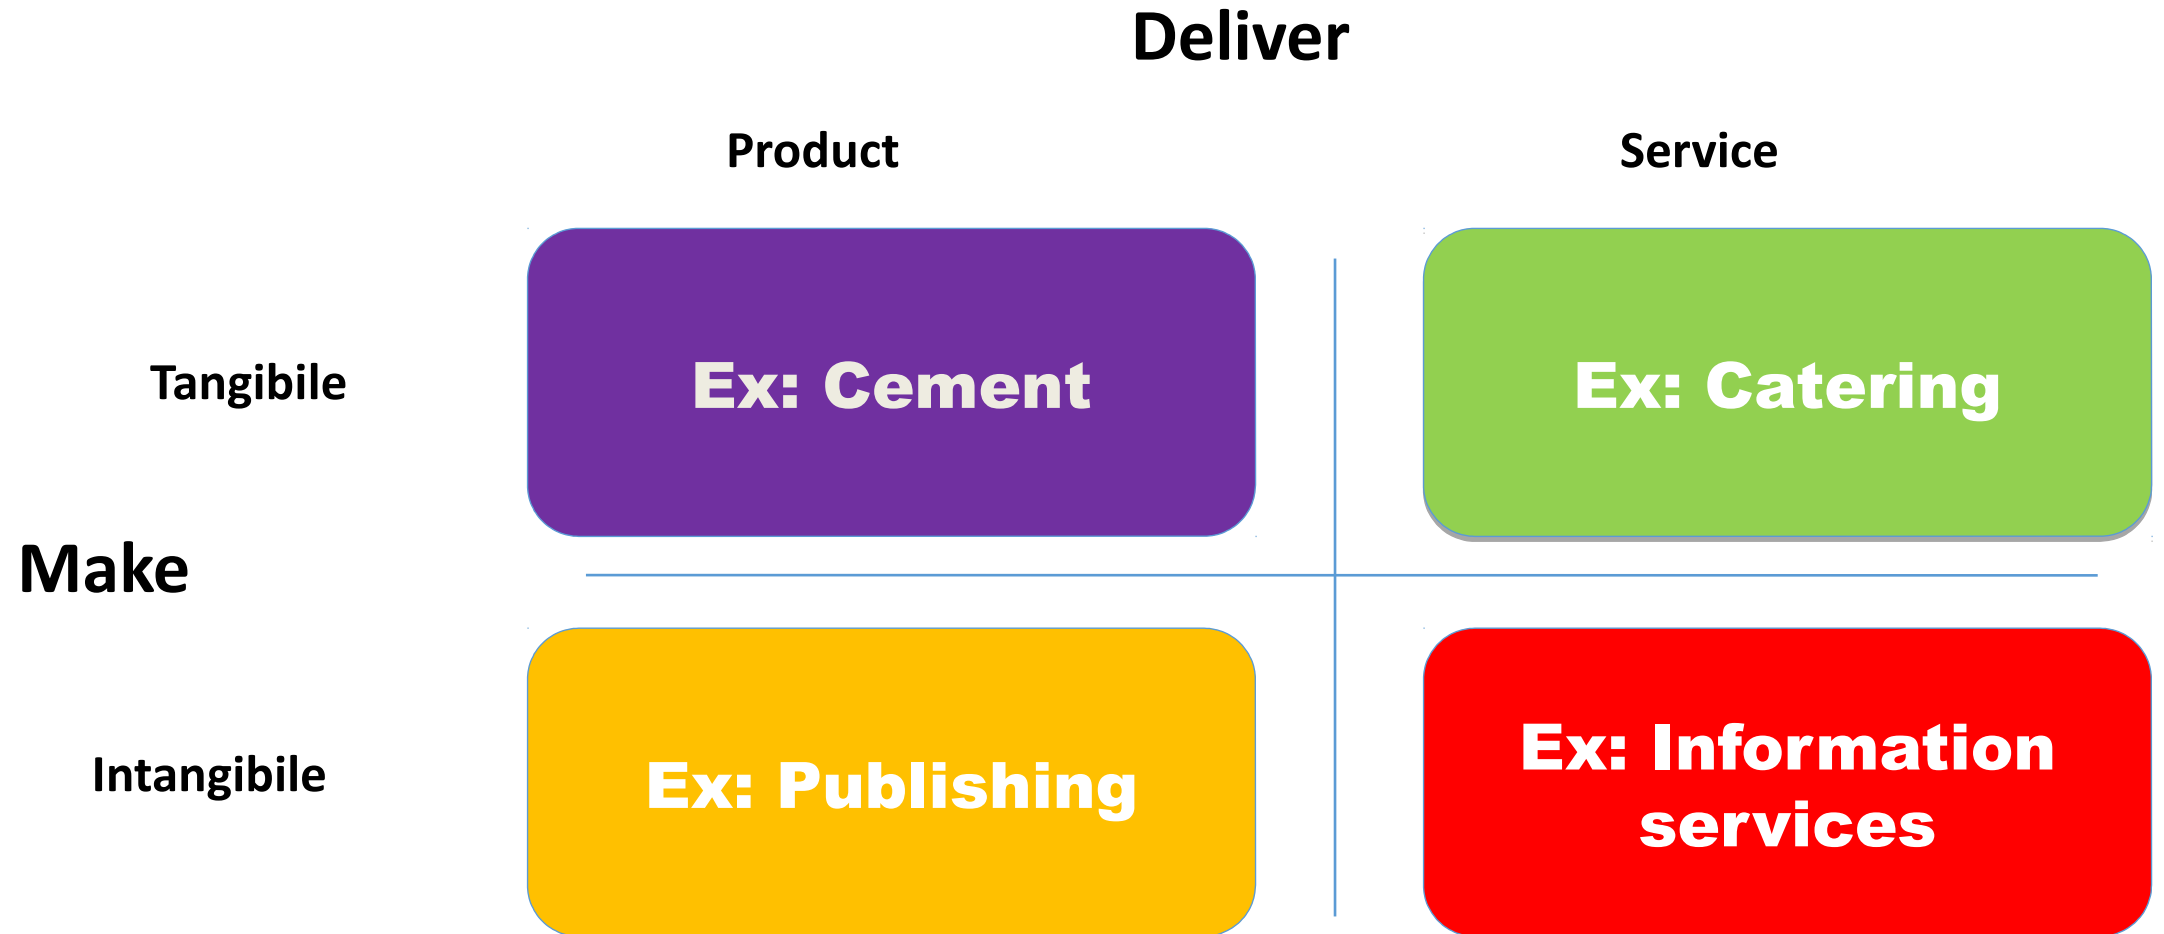 Deliver
Product
Service
Tangibile
Ex: Cement
Ex: Catering
Make
Intangibile
Ex: Publishing
Ex: Information
services